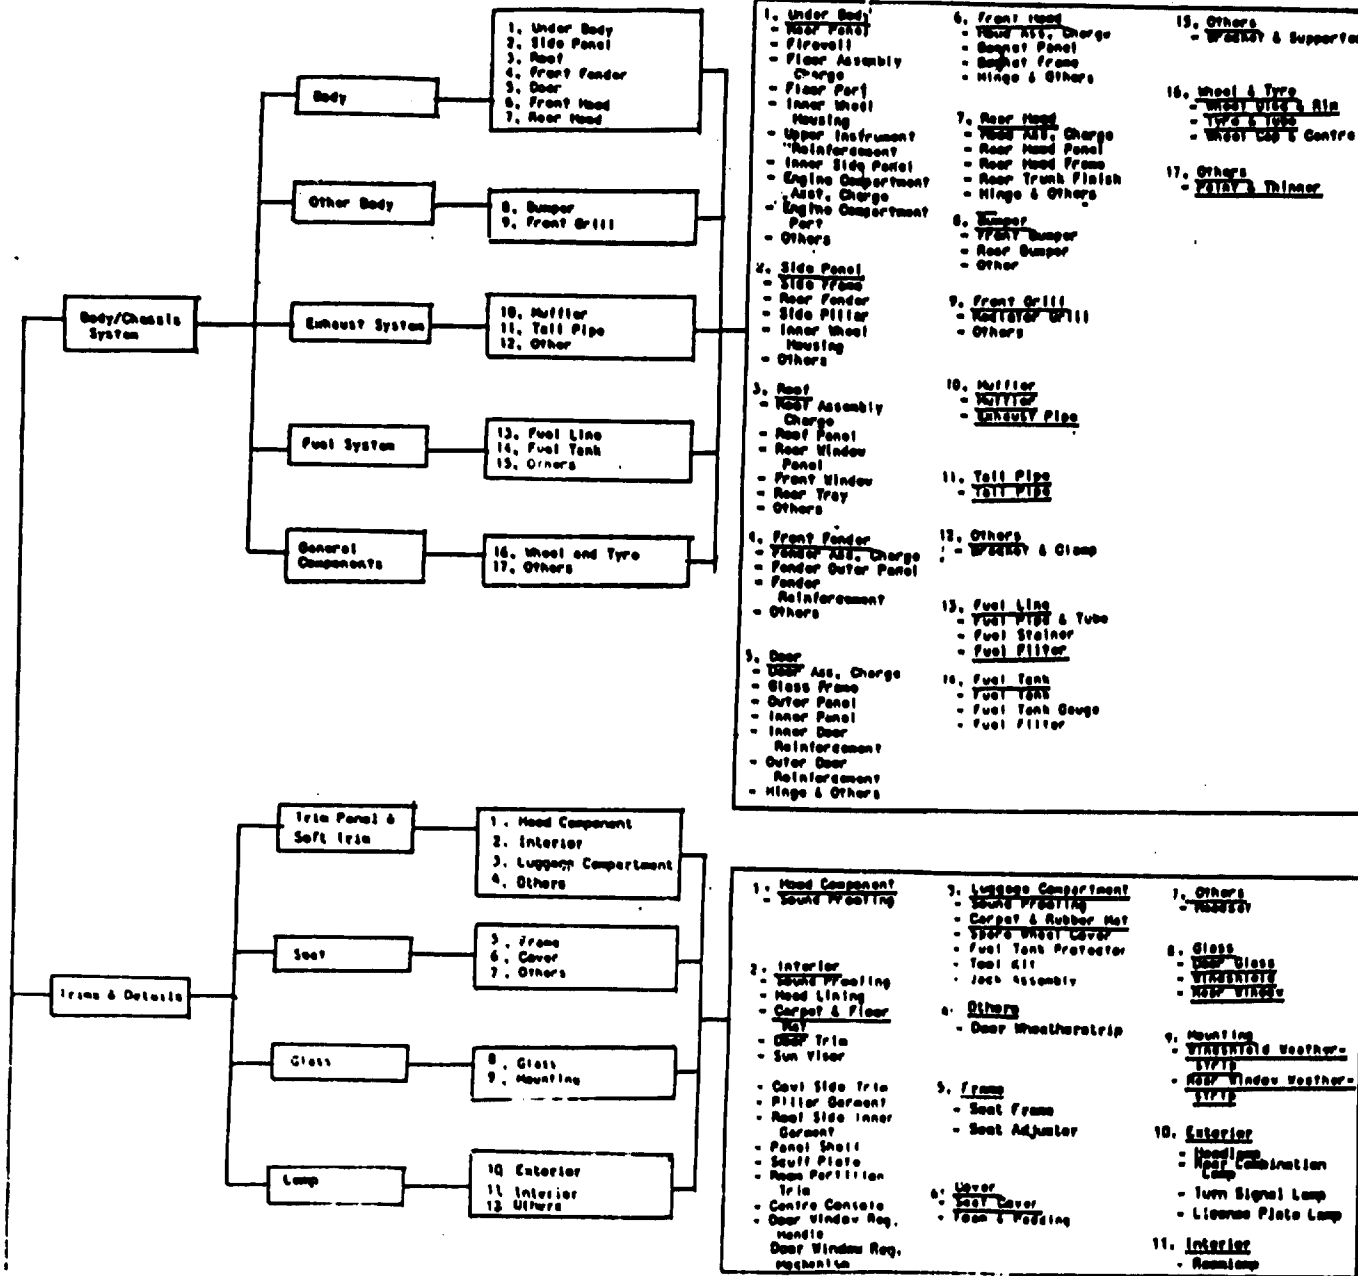 Body/Chassis
System
Body
1. Under Body
2. Side Panel
3. Roof
4. Front Fender
5. Door
6. Front Hood
7. Rear Hood
Other Body
8. Bumper
9. Front Grill
Exhaust System
10. Muffler
11. Tail Pipe
12. Other
Fuel System
13. Fuel Line
14. Fuel Tank
15. Others
General
Components
16. Wheel and Tyre
17. Others
1. Under Body
- Rear Panel
- Firewall
- Floor Assembly
Charge
- Floor Part
- Inner Wheel
Housing
- Upper Instrument
Reinforcement
- Inner Side Panel
- Engine Compartment
Asst, Charge
- Engine Compartment
Part
- Others
2. Side Panel
- Side Frame
- Rear Fender
- Side Pillar
- Inner Wheel
Housing
- Others
3. Roof
- Roof Assembly
Charge
- Roof Panel
- Rear Window
Panel
- Front Window
- Rear Tray
- Others
4. Front Fender
- Fender Ass, Charge
- Fender Outer Panel
- Fender
Reinforcement
- Others
5. Door
- Door Ass, Charge
- Glass Frame
- Outer Panel
- Inner Panel
- Inner Door
Reinforcement
- Outer Door
Reinforcement
- Hinge & Others
6. Front Hood
- Hood Ass, Charge
- Bonnet Panel
- Bonnet Frame
- Hinge & Others
7. Rear Hood
- Hood Ass, Charge
- Rear Hood Panel
- Rear Hood Frame
- Rear Trunk Finish
- Hinge & Others
8. Bumper
- Front Bumper
- Rear Bumper
- Other
9. Front Grill
- Radiator Grill
- Others
10. Muffler
- Muffler
- Exhaust Pipe
11. Tail Pipe
- Tail Pipe
12. Others
- Bracket & Clamp
13. Fuel Line
- Fuel Pipe & Tube
- Fuel Stainer
- Fuel Filter
14. Fuel Tank
- Fuel Tank
- Fuel Tank Gauge
- Fuel Filter
15. Others
- Bracket & Supporter
16. Wheel & Tyre
- Wheel Disc & Rim
- Tyre & Tube
- Wheel Cap & Centre
17. Others
- Paint & Thinner
Trims & Details
Trim Panel &
Soft Trim
1. Hood Component
2. Interior
3. Luggage Compartment
4. Others
Seat
5. Frame
6. Cover
7. Others
Glass
8. Glass
9. Mounting
Lamp
10 Exterior
11 Interior
12 Others
1. Hood Component
- Sound Proofing
2. Interior
- Sound Proofing
- Hood Lining
- Carpet & Floor
Mat
- Door Trim
- Sun Visor
- Cowl Side Trim
- Pillar Garment
- Roof Side Inner
Garment
- Panel Shelf
- Scuff Plate
- Room Partition
Trim
- Centre Console
- Door Window Reg,
Handle
Door Window Reg,
Mechanism
3. Luggage Compartment
- Sound Proofing
- Carpet & Rubber Mat
- Spare Wheel Cover
- Fuel Tank Protector
- Tool Kit
- Jack Assembly
4. Others
- Door Wheatherstrip
5. Frame
- Seat Frame
- Seat Adjuster
6. Cover
- Seat Cover
- Foam & Padding
7. Others
- Headset
8. Glass
- Door Glass
- Windshield
- Rear Window
9. Mounting
- Windshield Weather-
strip
- Rear Window Weather-
strip
10. Exterior
- Headlamp
- Rear Combination
Lamp
- Turn Signal Lamp
- License Plate Lamp
11. Interior
- Roomlamp